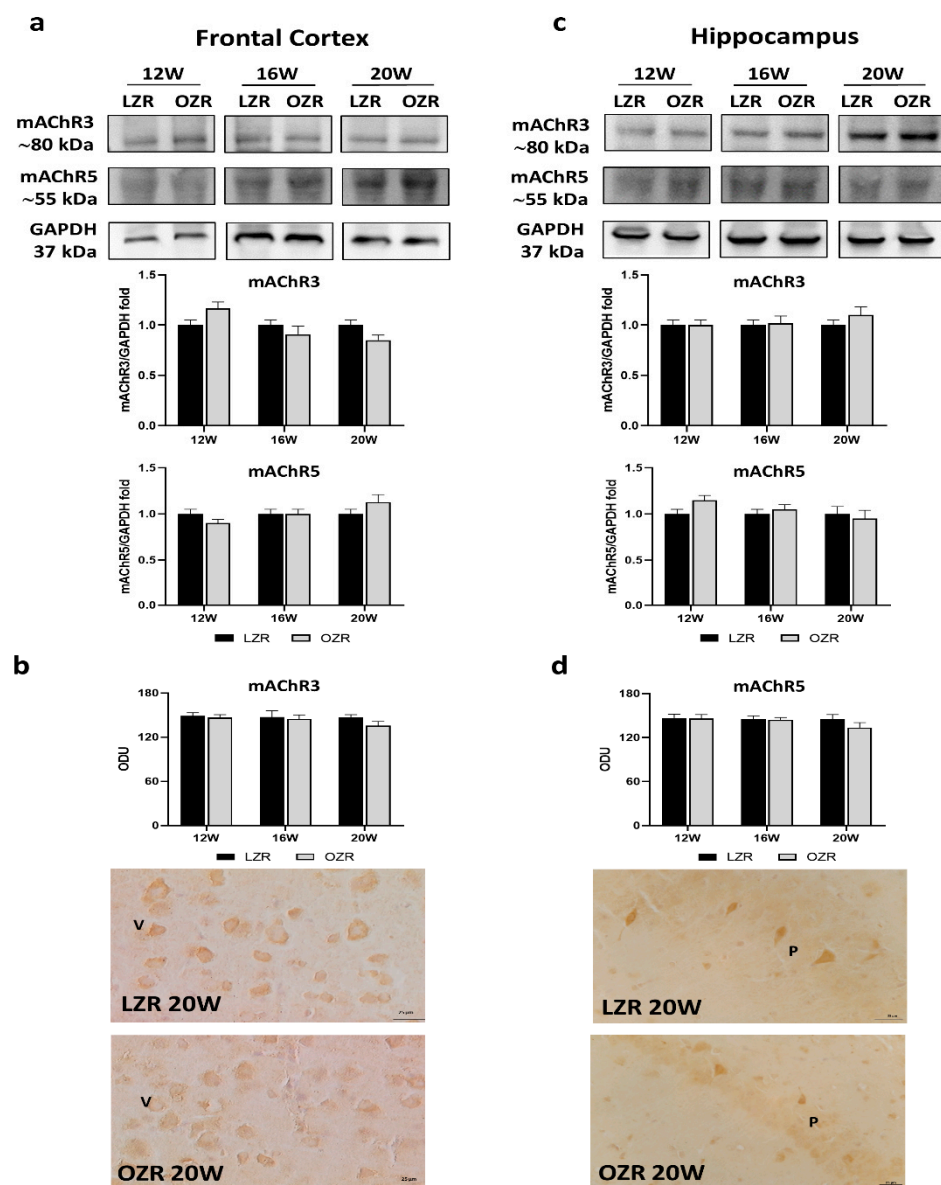 a
Frontal Cortex
12W 16W 20W
LZR OZR LZR OZR LZR OZR
mAChR3
~80 kDa
mAChR5
~55 kDa
GAPDH
37 kDa
mAChR3
mAChR3/GAPDH fold
1.5
1.0
0.5
0.0
12W 16W 20W
mAChR5
mAChR5/GAPDH fold
1.5
1.0
0.5
0.0
12W 16W 20W
LZR OZR
b
mAChR3
ODU
180
120
60
0
12W 16W 20W
LZR OZR
V
LZR 20W
V
OZR 20W
25 µm
c
Hippocampus
12W 16W 20W
LZR OZR LZR OZR LZR OZR
mAChR3
~80 kDa
mAChR5
~55 kDa
GAPDH
37 kDa
mAChR3
mAChR3/GAPDH fold
1.5
1.0
0.5
0.0
12W 16W 20W
mAChR5
mAChR5/GAPDH fold
1.5
1.0
0.5
0.0
12W 16W 20W
LZR OZR
d
mAChR5
ODU
180
120
60
0
12W 16W 20W
LZR OZR
P
LZR 20W
P
OZR 20W